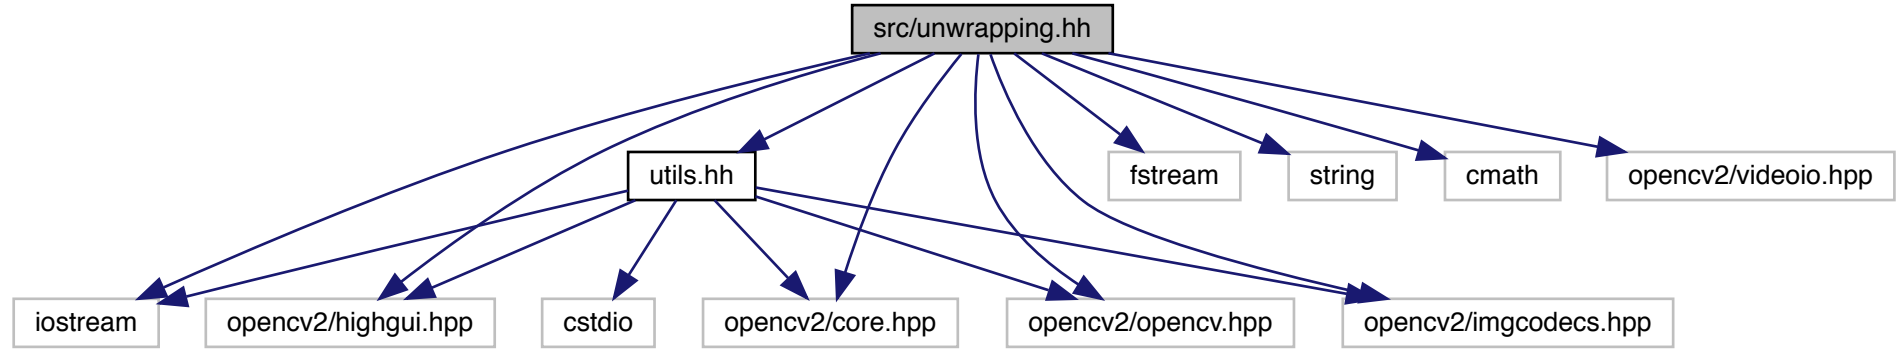 src/unwrapping.hh
utils.hh
fstream
string
cmath
opencv2/videoio.hpp
iostream
opencv2/highgui.hpp
cstdio
opencv2/core.hpp
opencv2/opencv.hpp
opencv2/imgcodecs.hpp